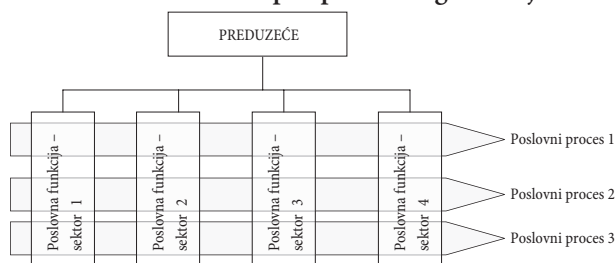 PREDUZEĆE
Poslovna funkcija –
sektor 1
Poslovna funkcija –
sektor 2
Poslovna funkcija –
sektor 3
Poslovna funkcija –
sektor 4
Poslovni proces 1
Poslovni proces 2
Poslovni proces 3